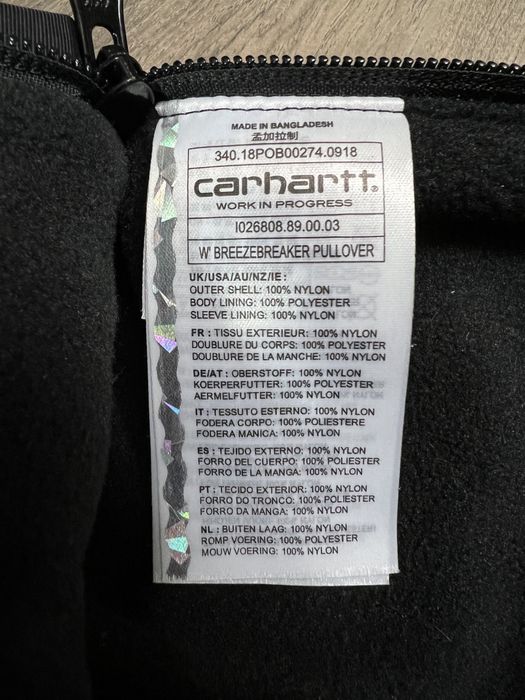 MADE IN BANGLADESH
孟加拉制
340.18POB00274.0918
carhartt.
WORK IN PROGRESS
I026808.89.00.03
W' BREEZEBREAKER PULLOVER
UK/USA/AU/NZ/IE :
OUTER SHELL: 100% NYLON
BODY LINING: 100% POLYESTER
SLEEVE LINING: 100% NYLON
FR : TISSU EXTERIEUR: 100% NYLON
DOUBLURE DU CORPS: 100% POLYESTER
DOUBLURE DE LA MANCHE: 100% NYLON
DE/AT : OBERSTOFF: 100% NYLON
KOERPERFUTTER: 100% POLYESTER
AERMELFUTTER: 100% NYLON
IT : TESSUTO ESTERNO: 100% NYLON
FODERA CORPO: 100% POLIESTERE
FODERA MANICA: 100% NYLON
ES : TEJIDO EXTERNO: 100% NYLON
FORRO DEL CUERPO: 100% POLIESTER
FORRO DE LA MANGA: 100% NYLON
PT : TECIDO EXTERIOR: 100% NYLON
FORRO DO TRONCO: 100% POLIESTER
FORRO DA MANGA: 100% NYLON
NL : BUITEN LAAG: 100% NYLON
ROMP VOERING: 100% POLYESTER
MOUW VOERING: 100% NYLON